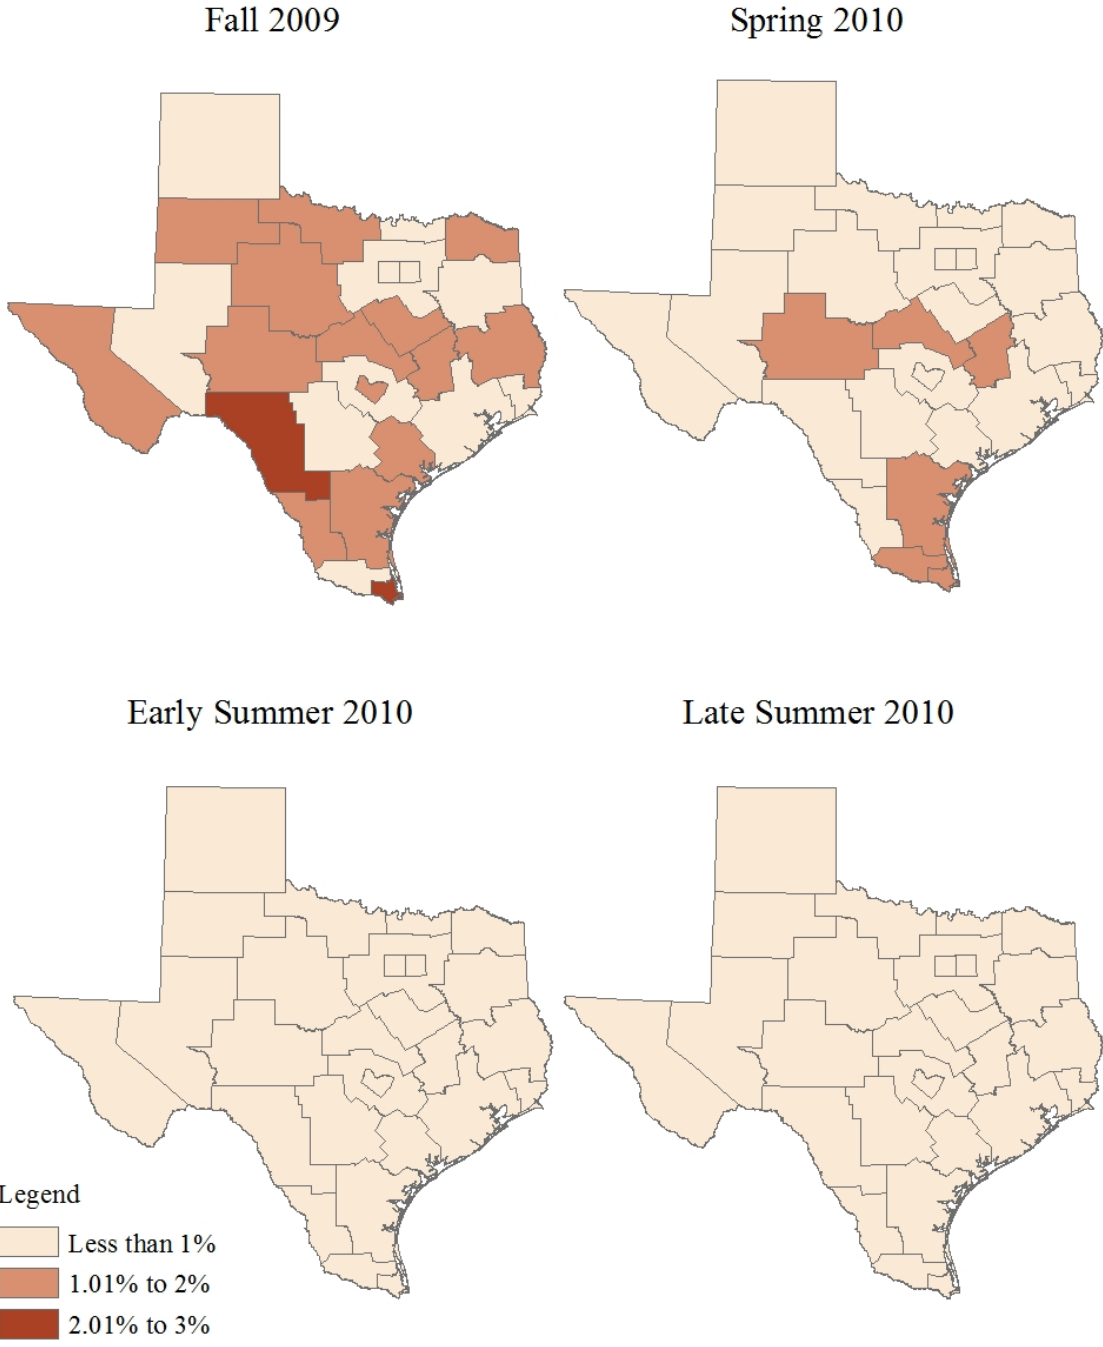 Fall 2009
Spring 2010
Early Summer 2010
Late Summer 2010
Legend
Less than 1%
1.01% to 2%
2.01% to 3%